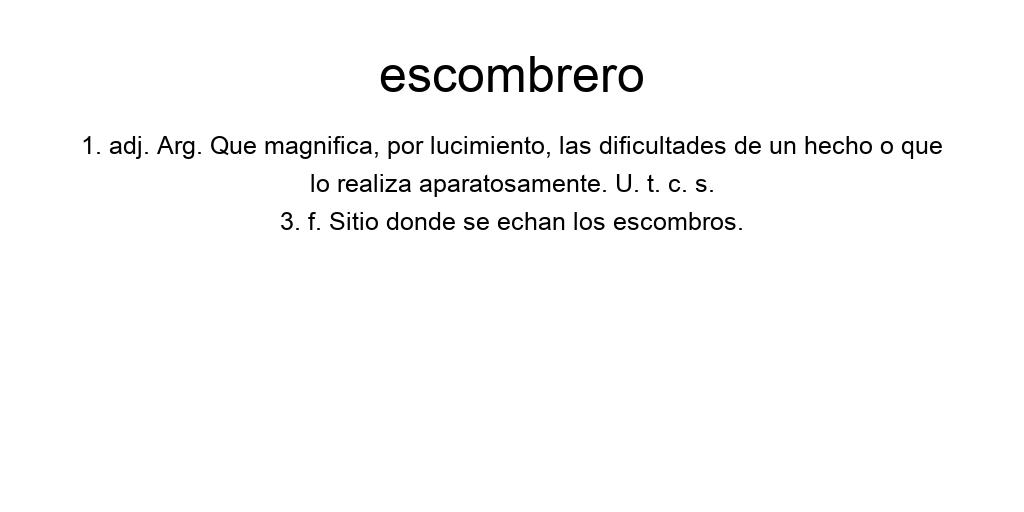 escombrero
1. adj. Arg. Que magnifica, por lucimiento, las dificultades de un hecho o que
lo realiza aparatosamente. U. t. c. s.
3. f. Sitio donde se echan los escombros.